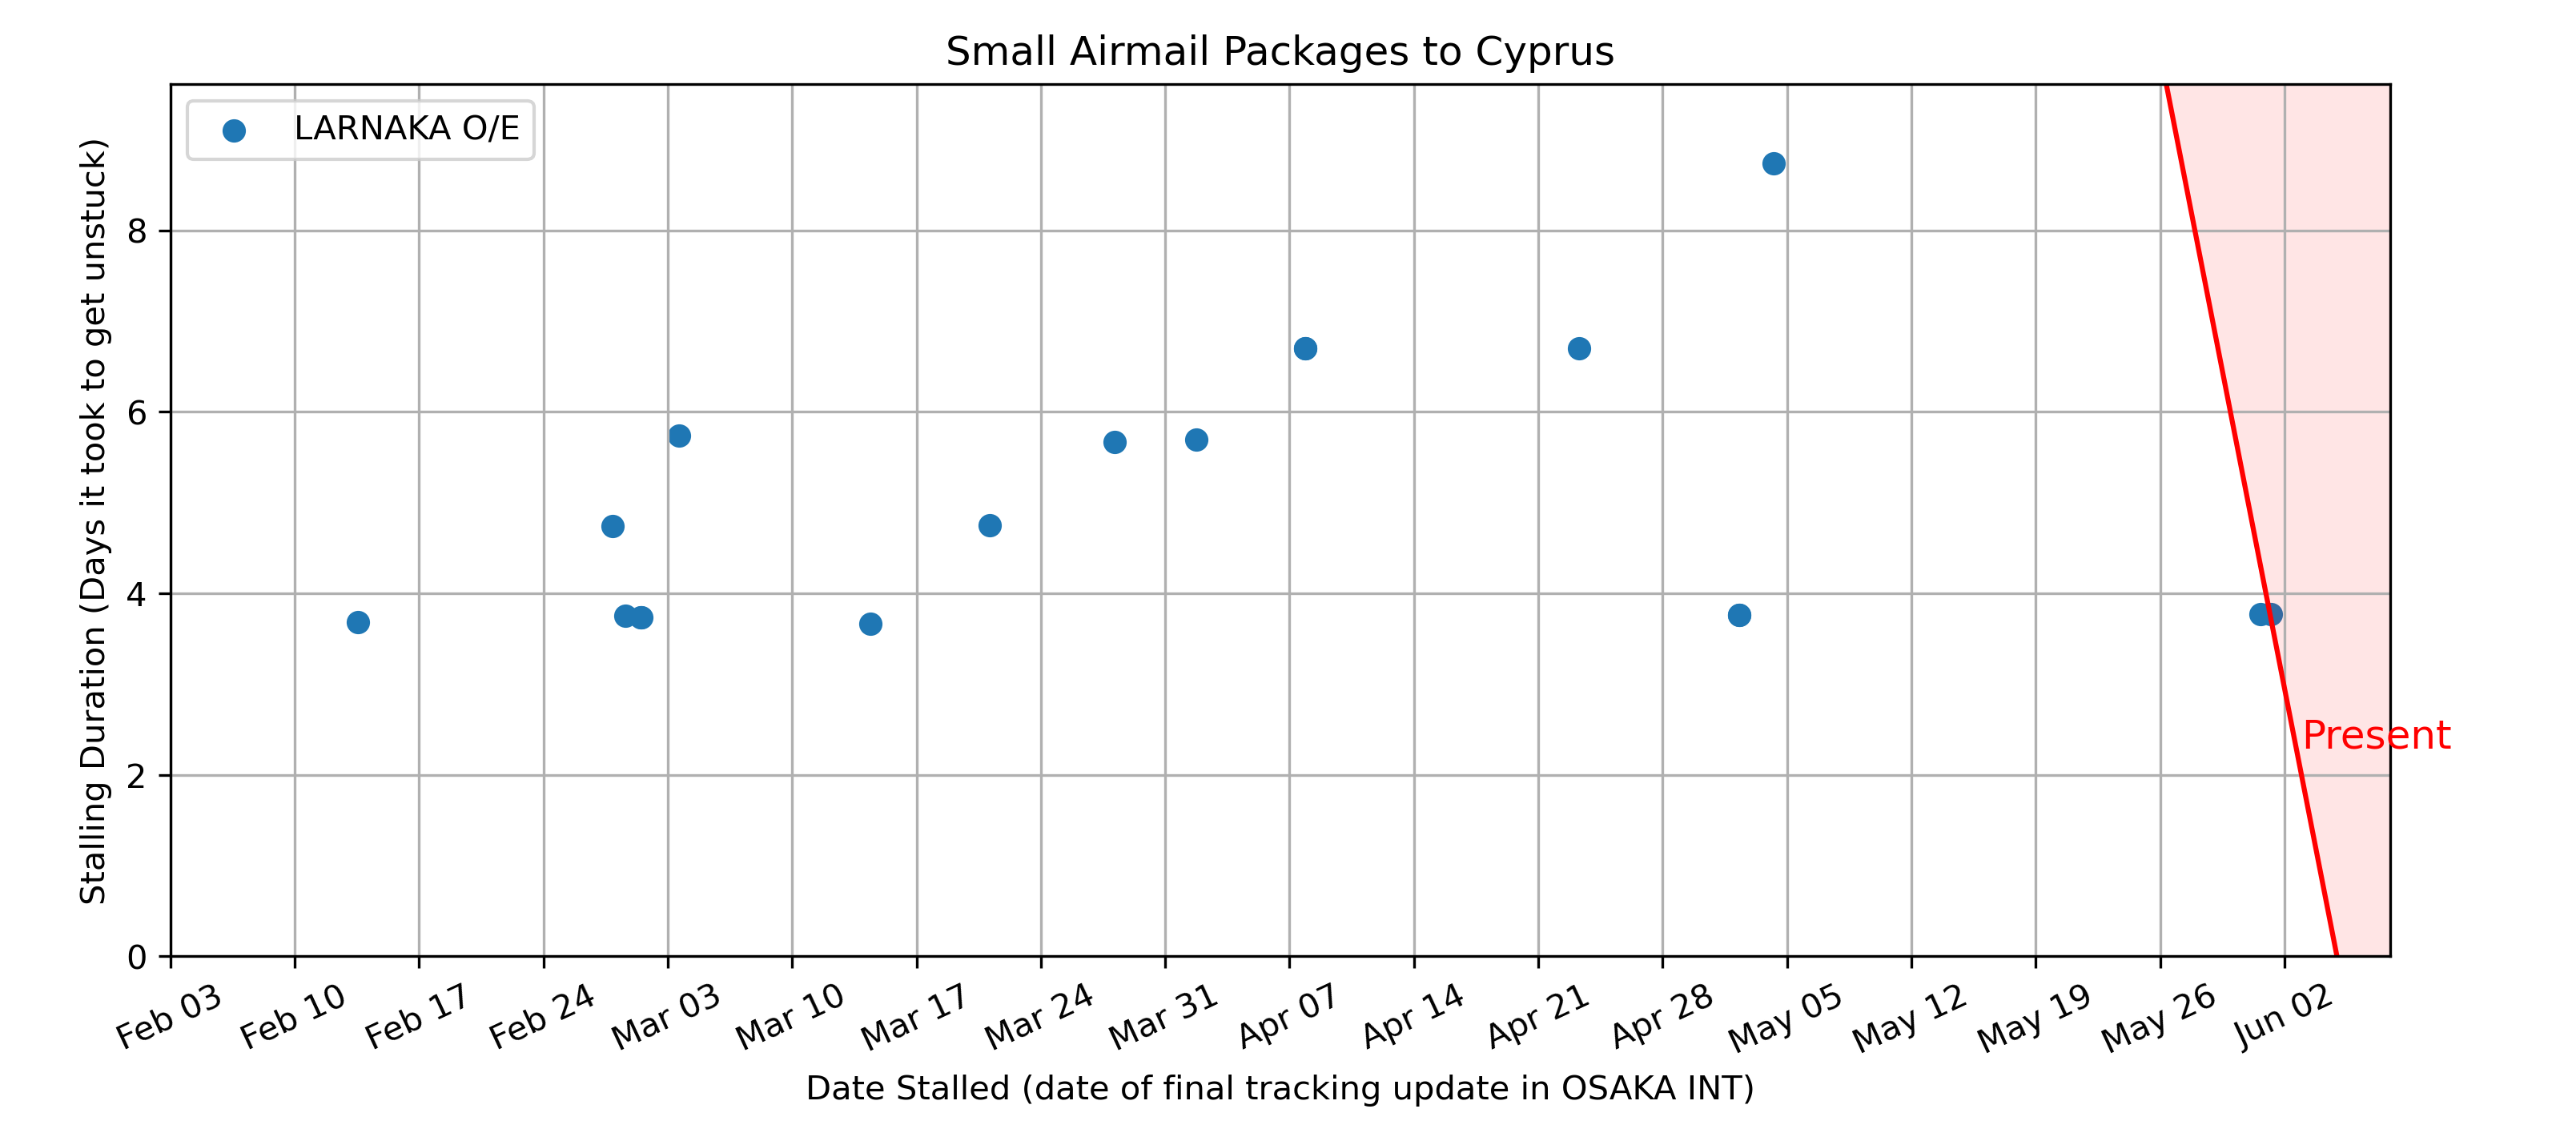 Small Airmail Packages to Cyprus
LARNAKA O/E
Stalling Duration (Days it took to get unstuck)
8
6
4
2
0
Present
Feb 03
Feb 10
Feb 17
Feb 24
Mar 03
Mar 10
Mar 17
Mar 24
Mar 31
Apr 07
Apr 14
Apr 21
Apr 28
May 05
May 12
May 19
May 26
Jun 02
Date Stalled (date of final tracking update in OSAKA INT)